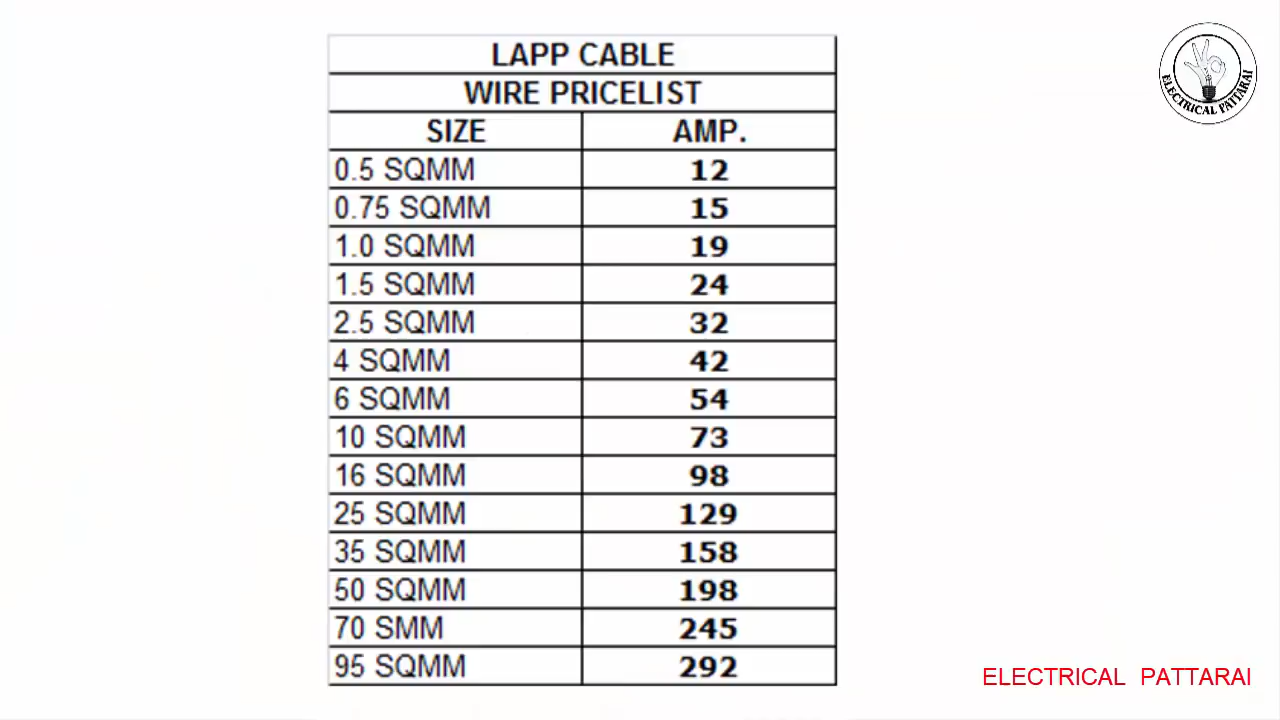 LAPP CABLE
WIRE PRICELIST
SIZE AMP.
0.5 SQMM 12
0.75 SQMM 15
1.0 SQMM 19
1.5 SQMM 24
2.5 SQMM 32
4 SQMM 42
6 SQMM 54
10 SQMM 73
16 SQMM 98
25 SQMM 129
35 SQMM 158
50 SQMM 198
70 SMM 245
95 SQMM 292
ELECTRICAL PATTARAI
ELECTRICAL PATTARAI